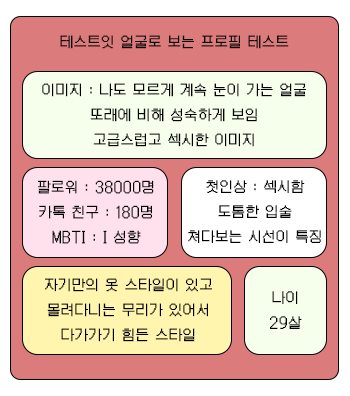 테스트잇 얼굴로 보는 프로필 테스트
이미지 : 나도 모르게 계속 눈이 가는 얼굴
또래에 비해 성숙하게 보임
고급스럽고 섹시한 이미지
팔로워 : 38000명
카톡 친구 : 180명
MBTI : I 성향
첫인상 : 섹시함
도톰한 입술
쳐다보는 시선이 특징
자기만의 옷 스타일이 있고
몰려다니는 무리가 있어서
다가가기 힘든 스타일
나이
29살